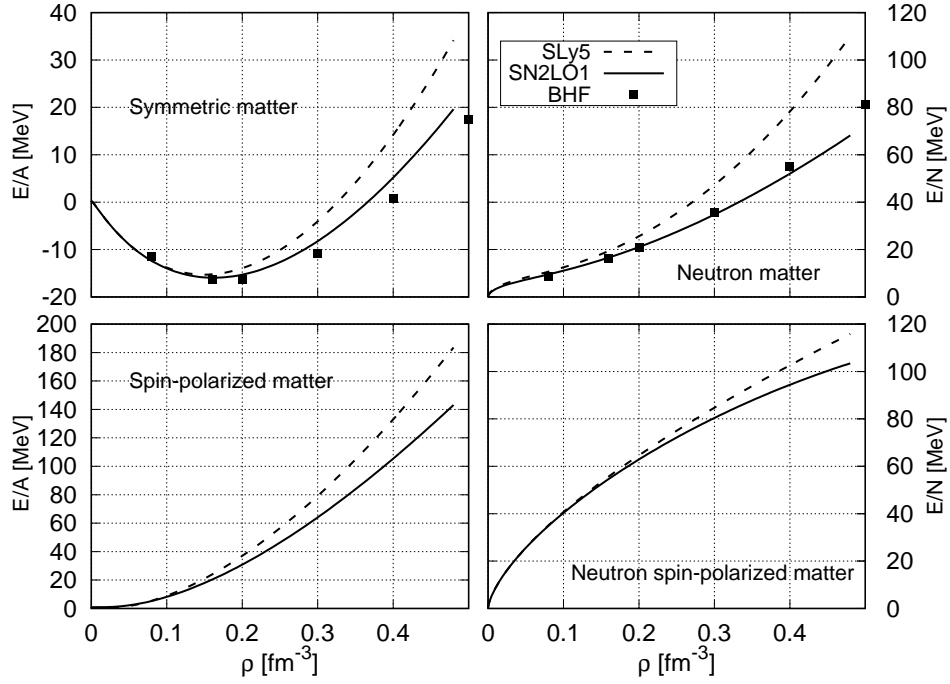 E/A [MeV]
40
30
20
10
0
-10
-20
Symmetric matter
SLy5
SN2LO1
BHF
Neutron matter
120
100
80
60
40
20
0
E/N [MeV]
E/A [MeV]
200
180
160
140
120
100
80
60
40
20
0
Spin-polarized matter
0 0.1 0.2 0.3 0.4
ρ [fm-3]
Neutron spin-polarized matter
120
100
80
60
40
20
0
E/N [MeV]
0 0.1 0.2 0.3 0.4
ρ [fm-3]